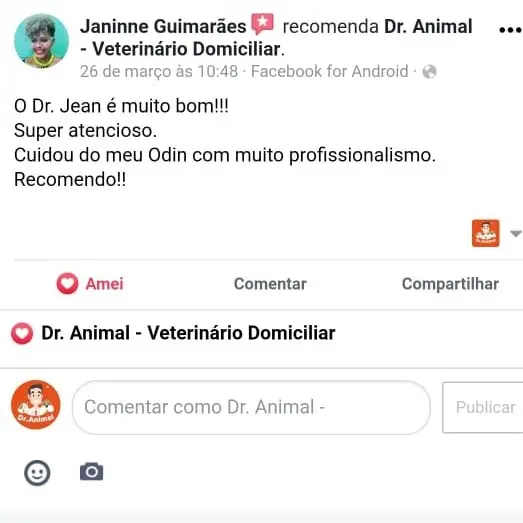 Janinne Guimarães recomenda Dr. Animal
- Veterinário Domiciliar.
26 de março às 10:48 · Facebook for Android ·
O Dr. Jean é muito bom!!!
Super atencioso.
Cuidou do meu Odin com muito profissionalismo.
Recomendo!!
Dr.Animal
Amei Comentar Compartilhar
Dr. Animal - Veterinário Domiciliar
Dr.Animal
Comentar como Dr. Animal -
Publicar